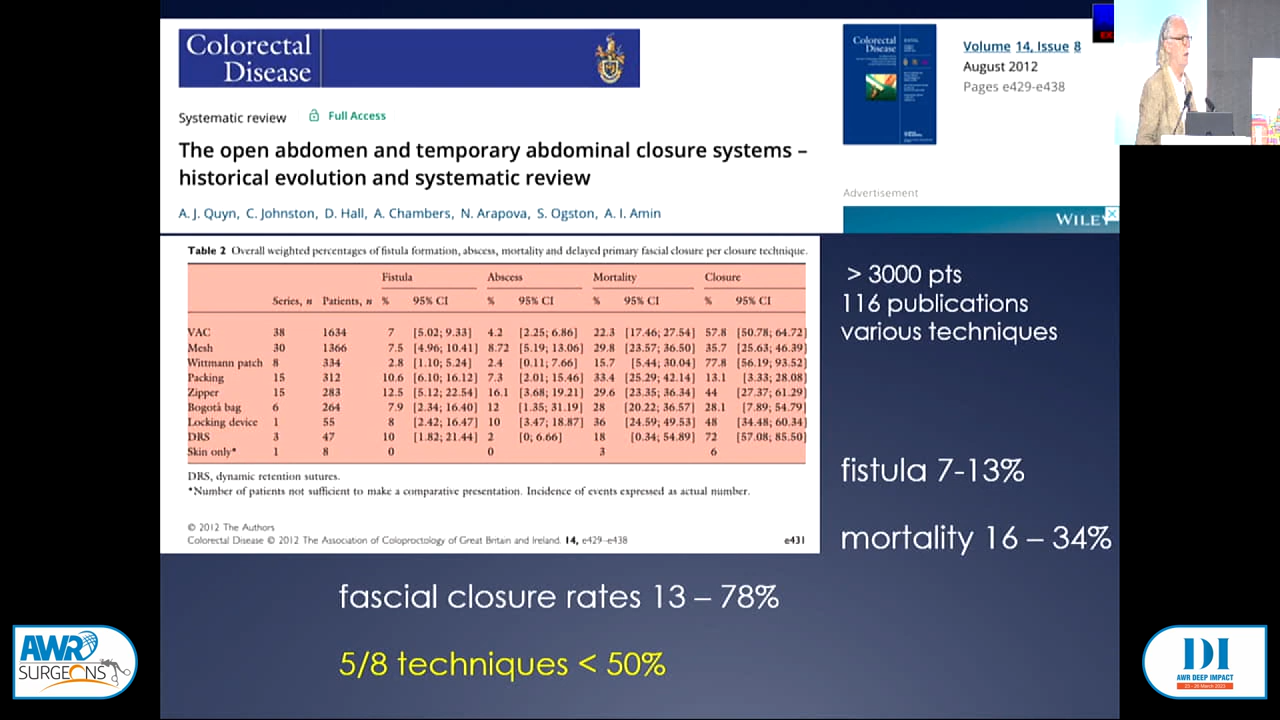 Colorectal
Disease
Systematic review
Full Access
The open abdomen and temporary abdominal closure systems –
historical evolution and systematic review
A. J. Quyn, C. Johnston, D. Hall, A. Chambers, N. Arapova, S. Ogston, A. I. Amin
Colorectal
Disease
Volume 14, Issue 8
August 2012
Pages e429-e438
Advertisement
WILEY
Table 2 Overall weighted percentages of fistula formation, abscess, mortality and delayed primary fascial closure per closure technique.
Fistula Abscess Mortality Closure
Series, n Patients, n % 95% CI % 95% CI % 95% CI % 95% CI
VAC 38 1634 7 [5.02; 9.33] 4.2 [2.25; 6.86] 22.3 [17.46; 27.54] 57.8 [50.78; 64.72]
Mesh 30 1366 7.5 [4.96; 10.41] 8.72 [5.19; 13.06] 29.8 [23.57; 36.50] 35.7 [25.63; 46.39]
Wittmann patch 8 334 2.8 [1.10; 5.24] 2.4 [0.11; 7.66] 15.7 [5.44; 30.04] 77.8 [56.19; 93.52]
Packing 15 312 10.6 [6.10; 16.12] 7.3 [2.01; 15.46] 33.4 [25.29; 42.14] 13.1 [3.33; 28.08]
Zipper 15 283 12.5 [5.12; 22.54] 16.1 [3.68; 19.21] 29.6 [23.35; 36.34] 44 [27.37; 61.29]
Bogotà bag 6 264 7.9 [2.34; 16.40] 12 [1.35; 31.19] 28 [20.22; 36.57] 28.1 [7.89; 54.79]
Locking device 1 55 8 [2.42; 16.47] 10 [3.47; 18.87] 36 [24.59; 49.53] 48 [34.48; 60.34]
DRS 3 47 10 [1.82; 21.44] 2 [0; 6.66] 18 [0.34; 54.89] 72 [57.08; 85.50]
Skin only* 1 8 0 0 3 6
DRS, dynamic retention sutures.
*Number of patients not sufficient to make a comparative presentation. Incidence of events expressed as actual number.
© 2012 The Authors
Colorectal Disease © 2012 The Association of Coloproctology of Great Britain and Ireland. 14, e429–e438 e431
> 3000 pts
116 publications
various techniques
fistula 7-13%
mortality 16 – 34%
fascial closure rates 13 – 78%
5/8 techniques < 50%
AWR
SURGEONS
DI
AWR DEEP IMPACT